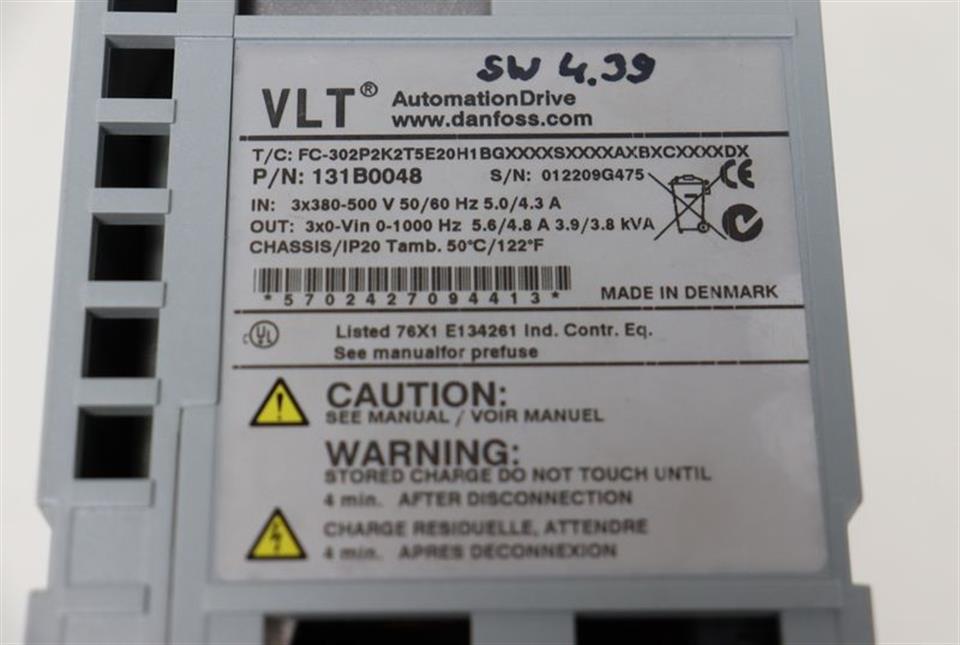 SW 4.39
VLT® AutomationDrive
www.danfoss.com
T/C: FC-302P2K2T5E20H1BGXXXXSXXXXAXBXCXXXXDX
P/N: 131B0048 S/N: 012209G475
IN: 3x380-500 V 50/60 Hz 5.0/4.3 A
OUT: 3x0-Vin 0-1000 Hz 5.6/4.8 A 3.9/3.8 kVA
CHASSIS/IP20 Tamb. 50°C/122°F
*5702427094413*
MADE IN DENMARK
c UL Listed 76X1 E134261 Ind. Contr. Eq.
See manualfor prefuse
CAUTION:
SEE MANUAL / VOIR MANUEL
WARNING:
STORED CHARGE DO NOT TOUCH UNTIL
4 min. AFTER DISCONNECTION
CHARGE RESIDUELLE, ATTENDRE
4 min. APRES DECONNEXION